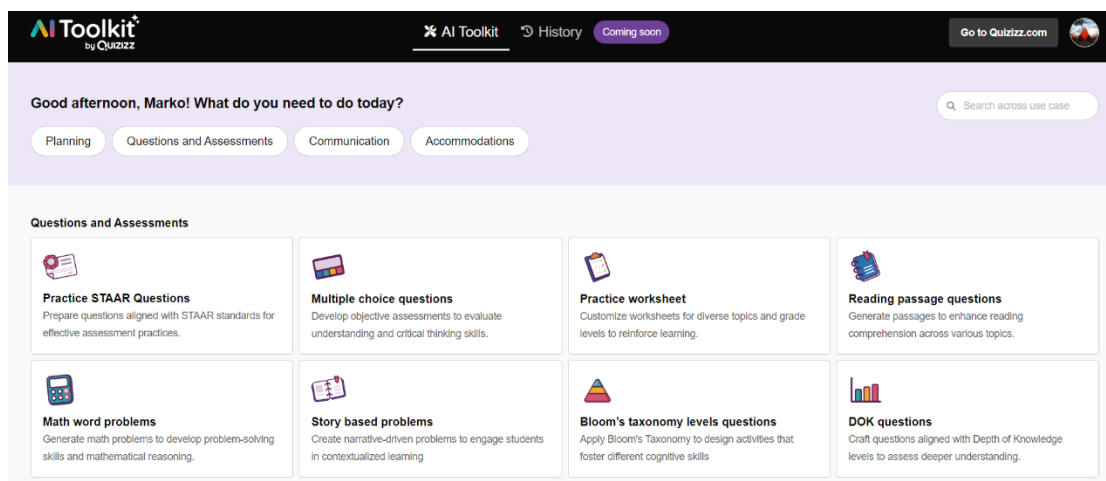 AI Toolkit
by Quizizz
AI Toolkit
History
Coming soon
Go to Quizizz.com
Good afternoon, Marko! What do you need to do today?
Search across use case
Planning
Questions and Assessments
Communication
Accommodations
Questions and Assessments
Practice STAAR Questions
Prepare questions aligned with STAAR standards for
effective assessment practices.
Multiple choice questions
Develop objective assessments to evaluate
understanding and critical thinking skills.
Practice worksheet
Customize worksheets for diverse topics and grade
levels to reinforce learning.
Reading passage questions
Generate passages to enhance reading
comprehension across various topics.
Math word problems
Generate math problems to develop problem-solving
skills and mathematical reasoning.
Story based problems
Create narrative-driven problems to engage students
in contextualized learning
Bloom's taxonomy levels questions
Apply Bloom's Taxonomy to design activities that
foster different cognitive skills
DOK questions
Craft questions aligned with Depth of Knowledge
levels to assess deeper understanding.